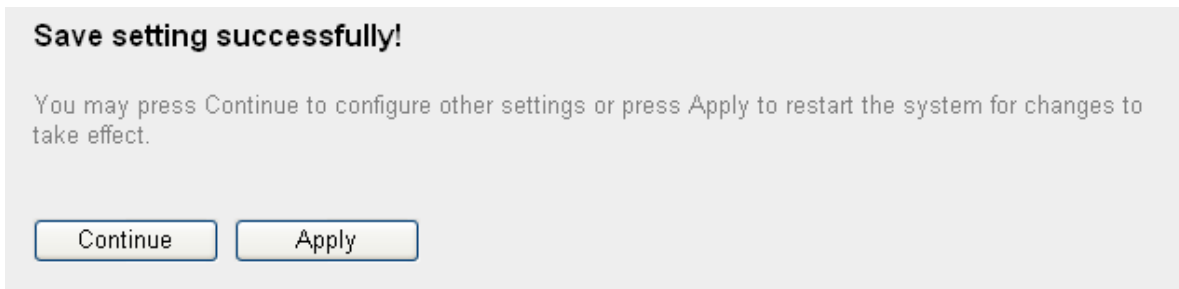 Save setting successfully!
You may press Continue to configure other settings or press Apply to restart the system for changes to
take effect.
Continue
Apply